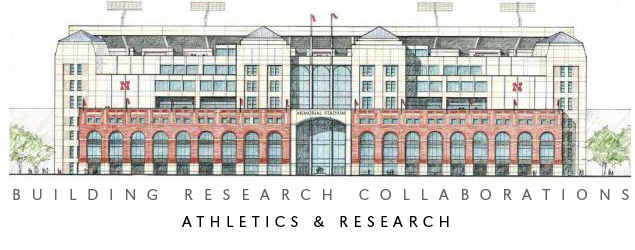 N N
MEMORIAL STADIUM
BUILDING RESEARCH COLLABORATIONS
ATHLETICS & RESEARCH